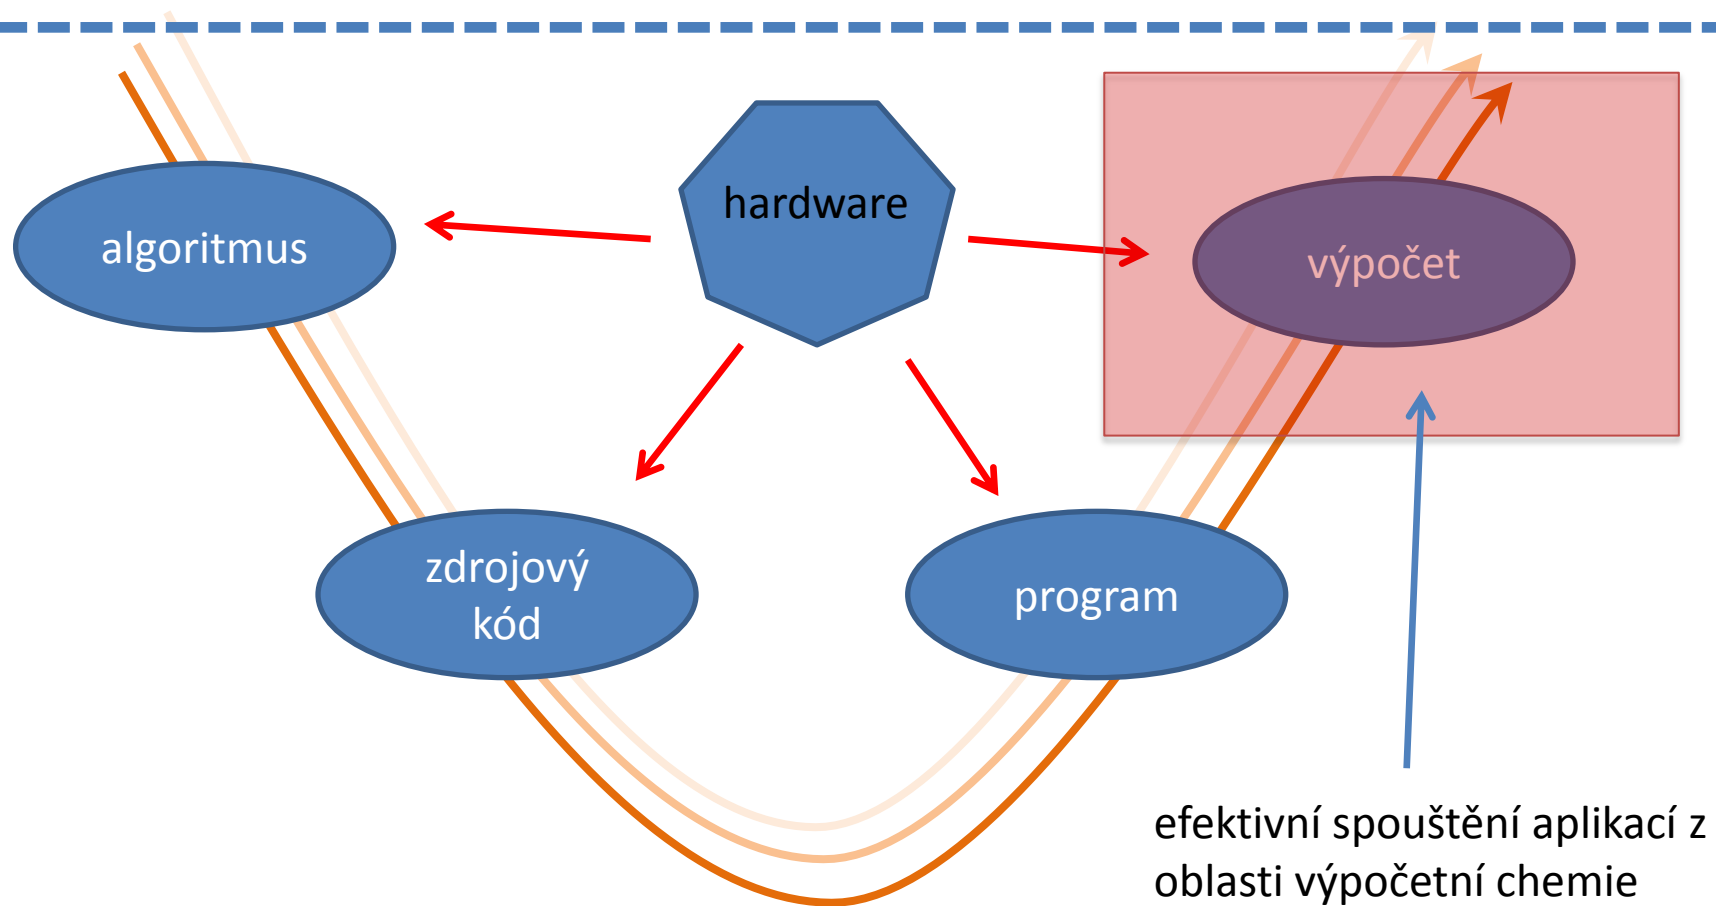 hardware
algoritmus
výpočet
zdrojový
kód
program
efektivní spouštění aplikací z
oblasti výpočetní chemie